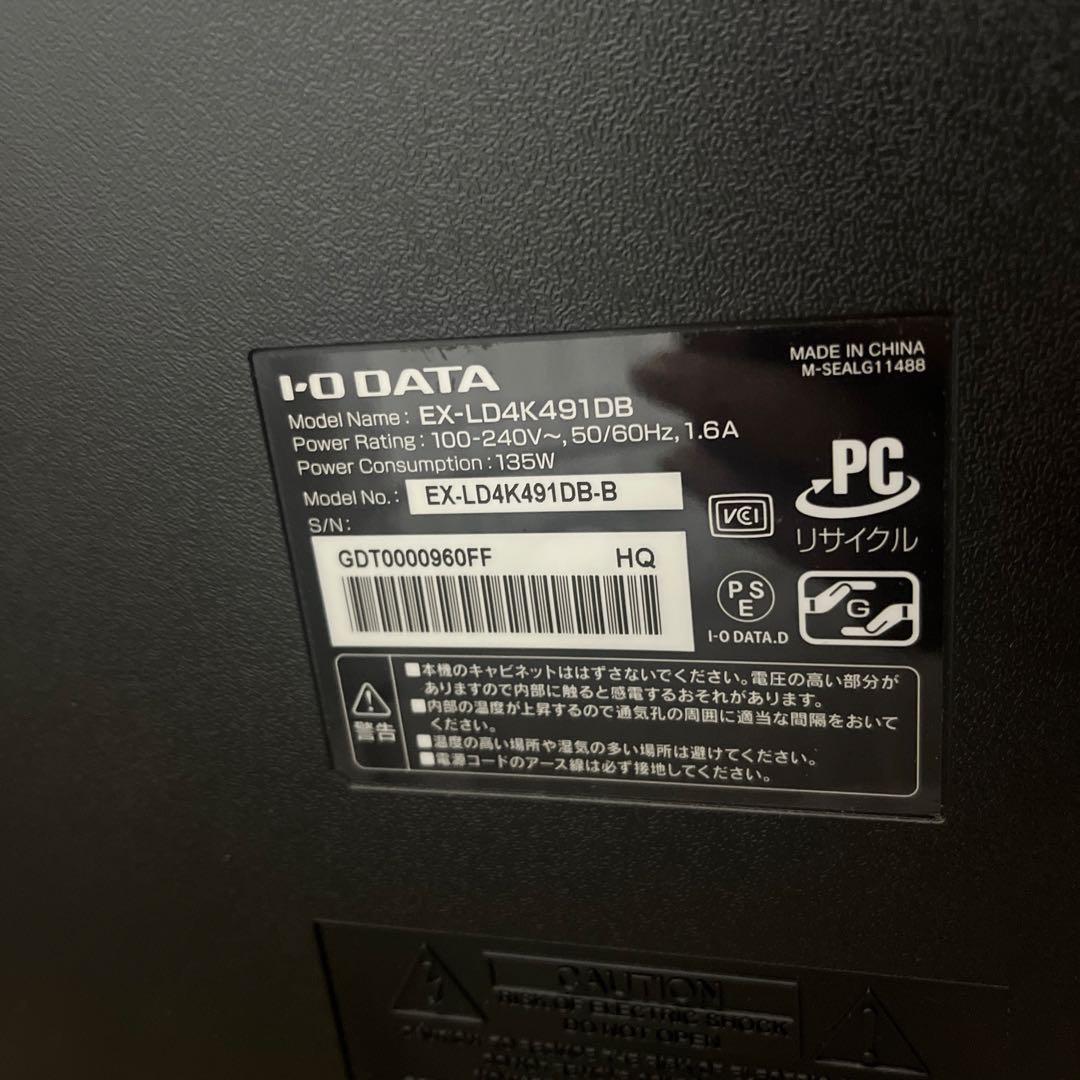 I-O DATA
MADE IN CHINA
M-SEALG11488
Model Name: EX-LD4K491DB
Power Rating: 100-240V～, 50/60Hz, 1.6A
Power Consumption: 135W
Model No.: EX-LD4K491DB-B
S/N:
GDT0000960FF HQ
VCI
PC
リサイクル
PS
E
I-O DATA.D
G
警告
■本機のキャビネットははずさないでください。電圧の高い部分が
ありますので内部に触ると感電するおそれがあります。
■内部の温度が上昇するので通気孔の周囲に適当な間隔をおいて
ください。
■温度の高い場所や湿気の多い場所は避けてください。
■電源コードのアース線は必ず接地してください。
CAUTION
RISK OF ELECTRIC SHOCK
DO NOT OPEN